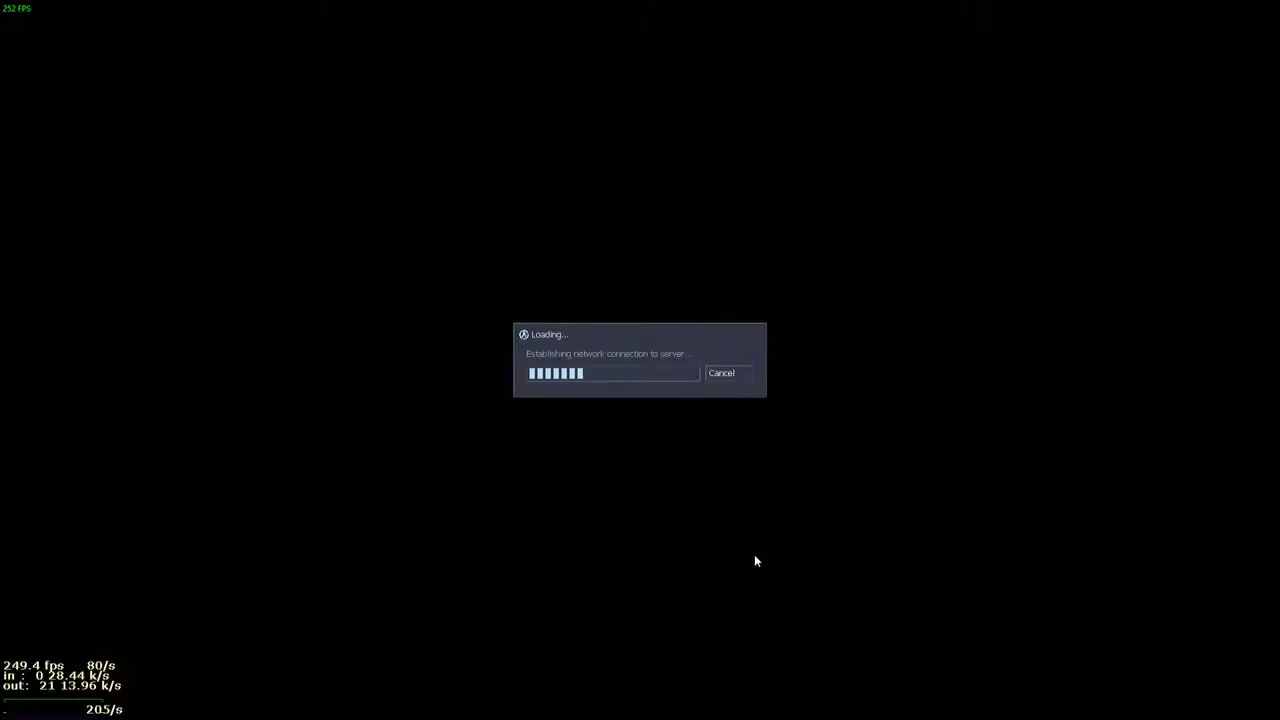 252 FPS
Loading...
Establishing network connection to server...
Cancel
249.4 fps 80/s
in : 0 28.44 k/s
out: 21 13.96 k/s
205/s